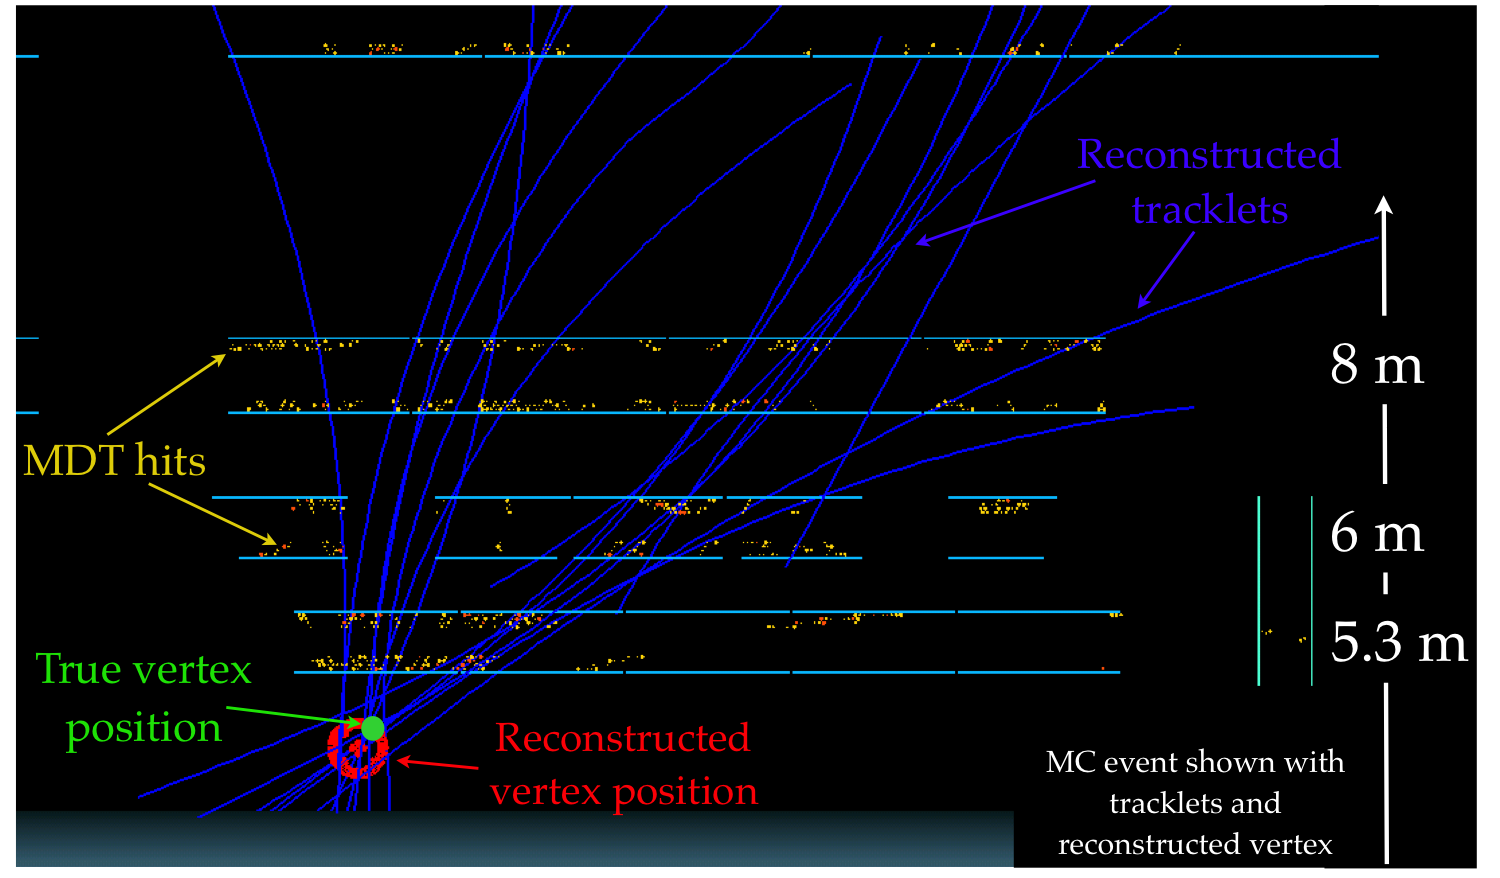 Reconstructed
tracklets
8 m
MDT hits
6 m
5.3 m
True vertex
position
Reconstructed
vertex position
MC event shown with
tracklets and
reconstructed vertex